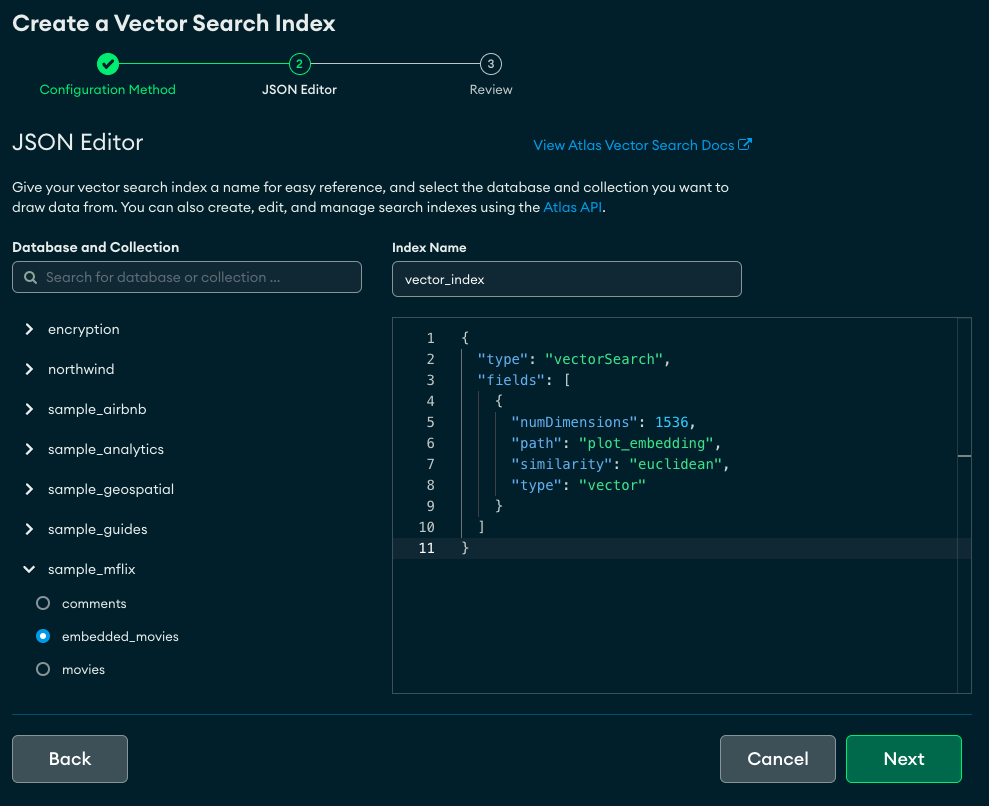 Create a Vector Search Index
2
3
Configuration Method
JSON Editor
Review
JSON Editor
View Atlas Vector Search Docs
Give your vector search index a name for easy reference, and select the database and collection you want to
draw data from. You can also create, edit, and manage search indexes using the Atlas API.
Database and Collection
Search for database or collection ...
encryption
northwind
sample_airbnb
sample_analytics
sample_geospatial
sample_guides
sample_mflix
comments
embedded_movies
movies
Index Name
vector_index
1 {
2   "type": "vectorSearch",
3   "fields": [
4     {
5       "numDimensions": 1536,
6       "path": "plot_embedding",
7       "similarity": "euclidean",
8       "type": "vector"
9     }
10   ]
11 }
Back
Cancel
Next